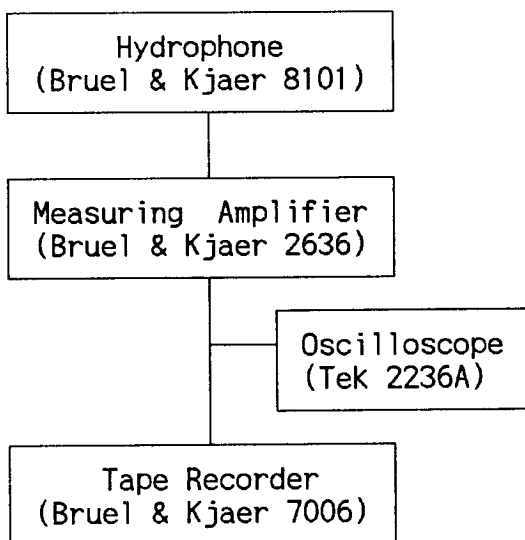 Hydrophone
(Bruel & Kjaer 8101)
Measuring Amplifier
(Bruel & Kjaer 2636)
Oscilloscope
(Tek 2236A)
Tape Recorder
(Bruel & Kjaer 7006)